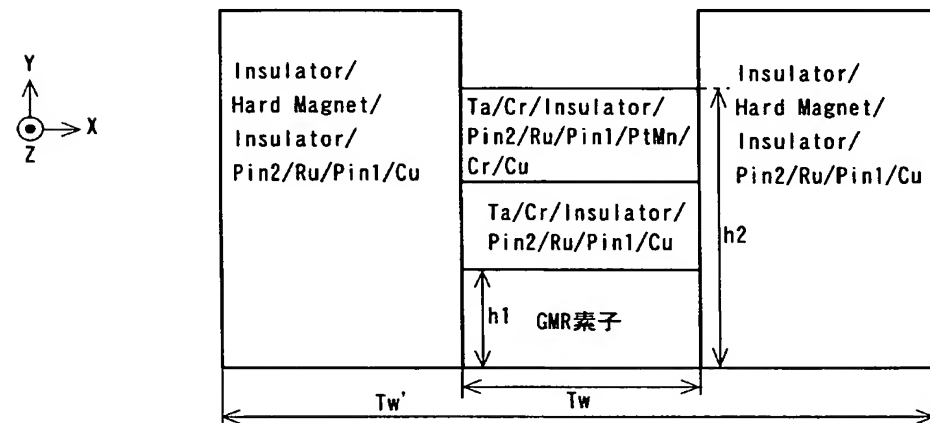 Y
X
Z
Insulator/
Hard Magnet/
Insulator/
Pin2/Ru/Pin1/Cu
Ta/Cr/Insulator/
Pin2/Ru/Pin1/PtMn/
Cr/Cu
Ta/Cr/Insulator/
Pin2/Ru/Pin1/Cu
h1
GMR素子
Insulator/
Hard Magnet/
Insulator/
Pin2/Ru/Pin1/Cu
h2
Tw'
Tw